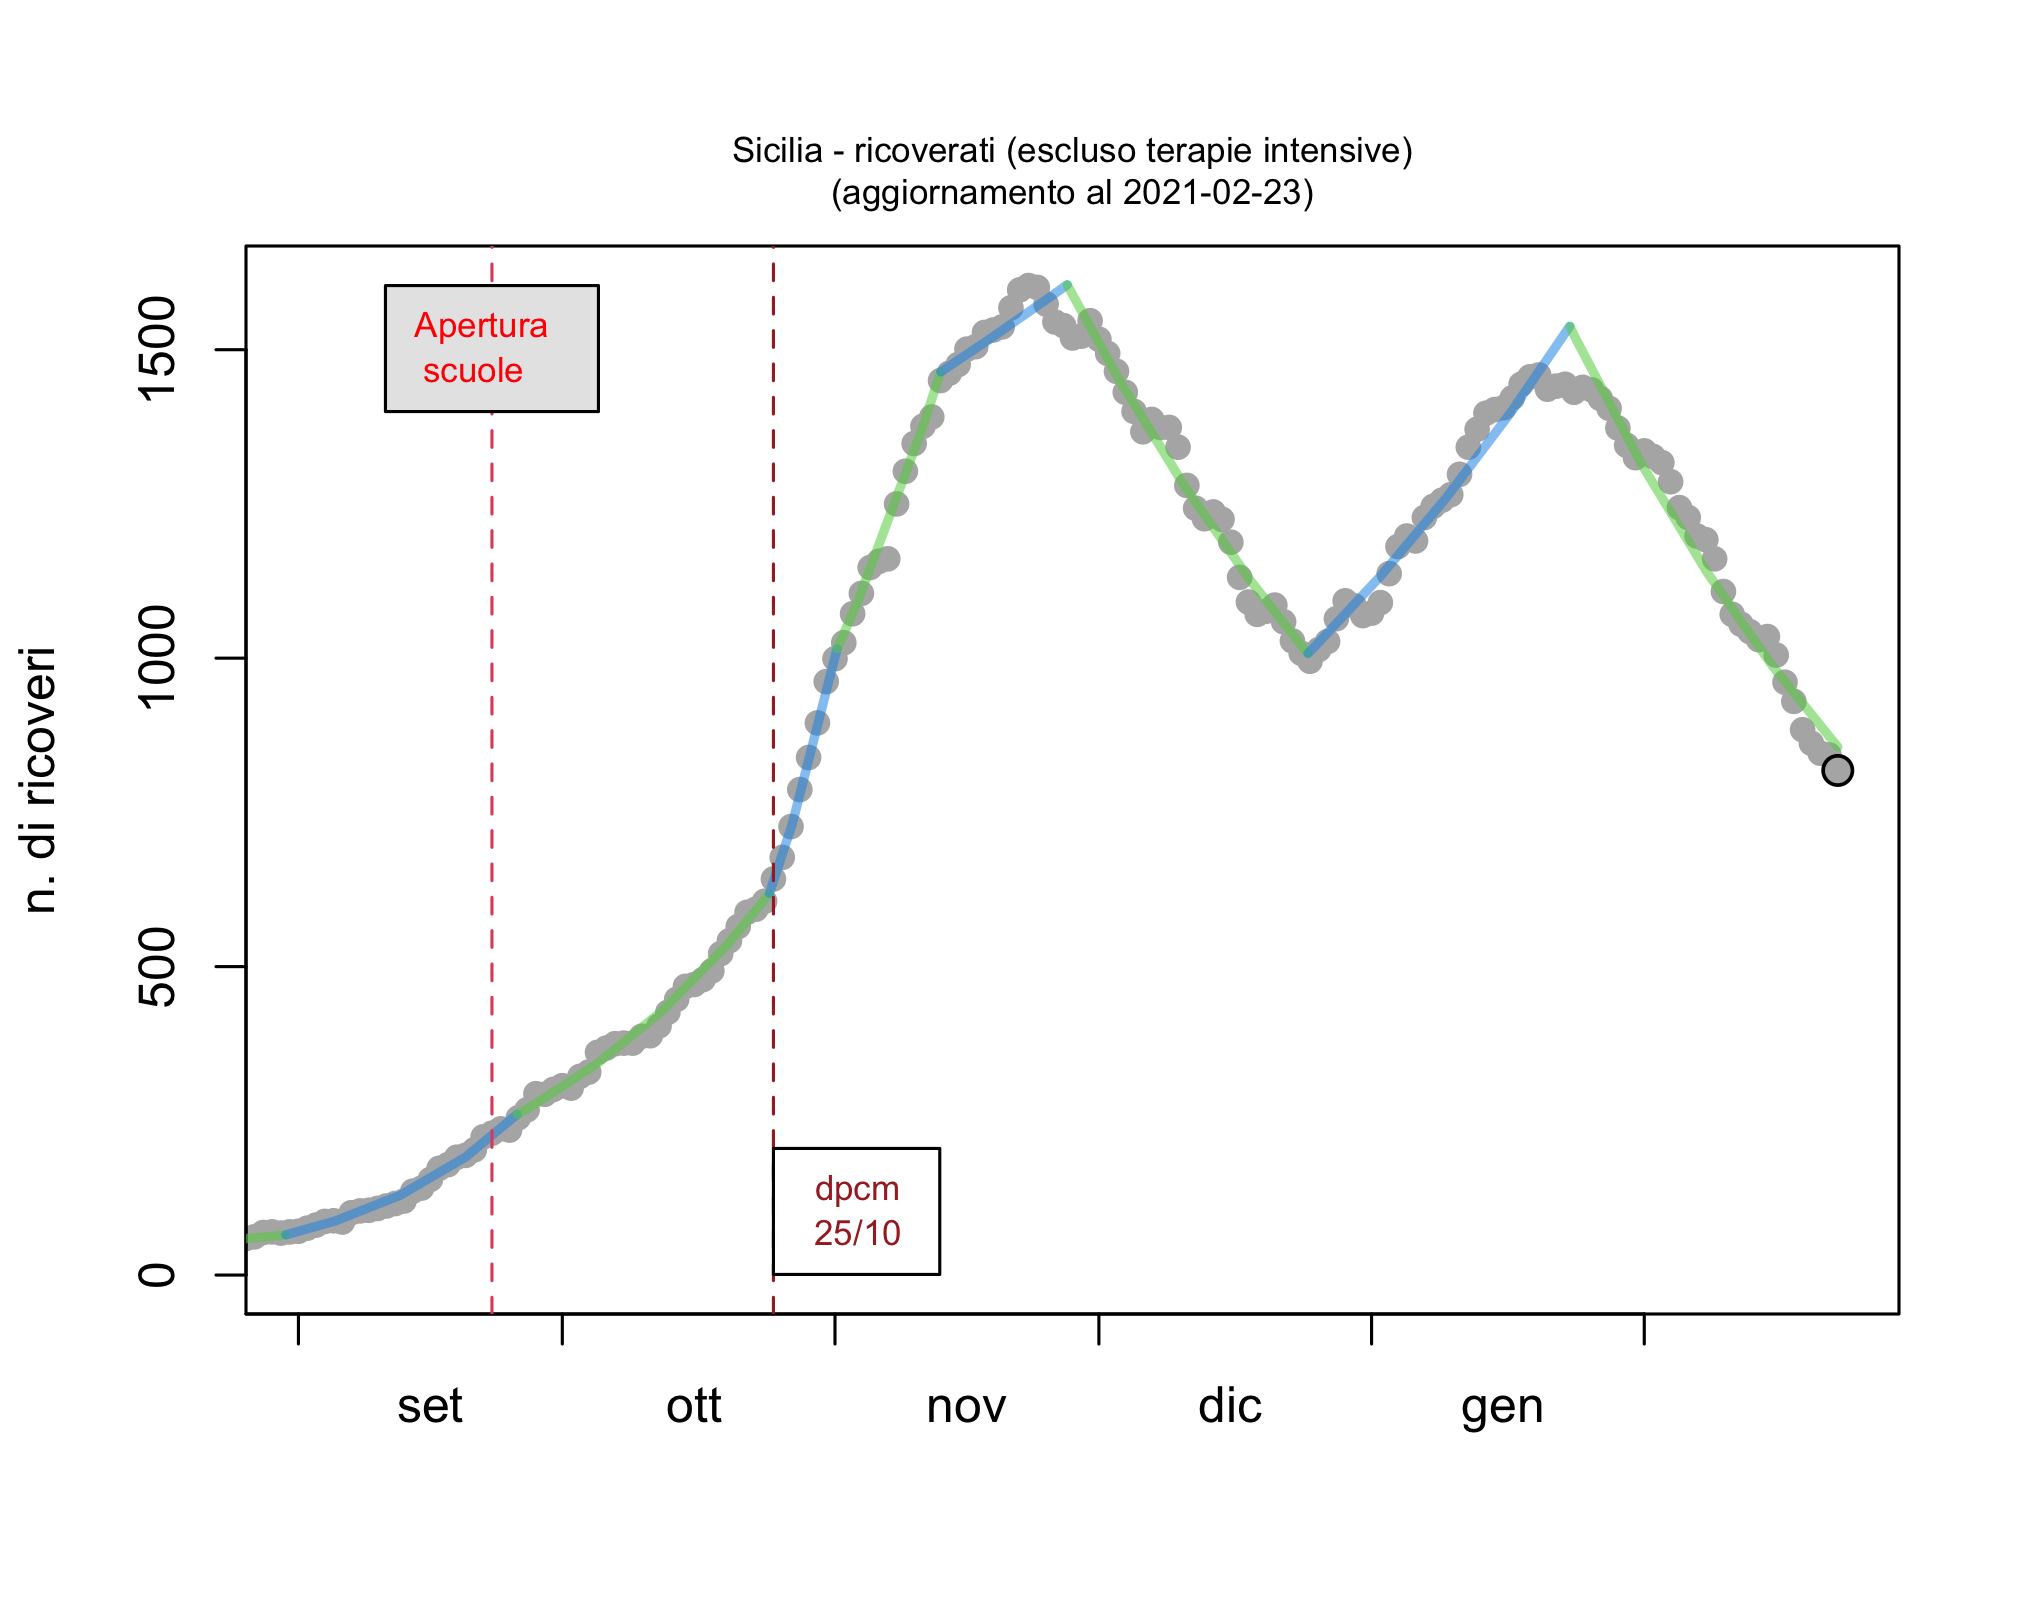 Sicilia - ricoverati (escluso terapie intensive)
(aggiornamento al 2021-02-23)
Apertura
scuole
1500
1000
500
0
n. di ricoveri
dpcm
25/10
set ott nov dic gen